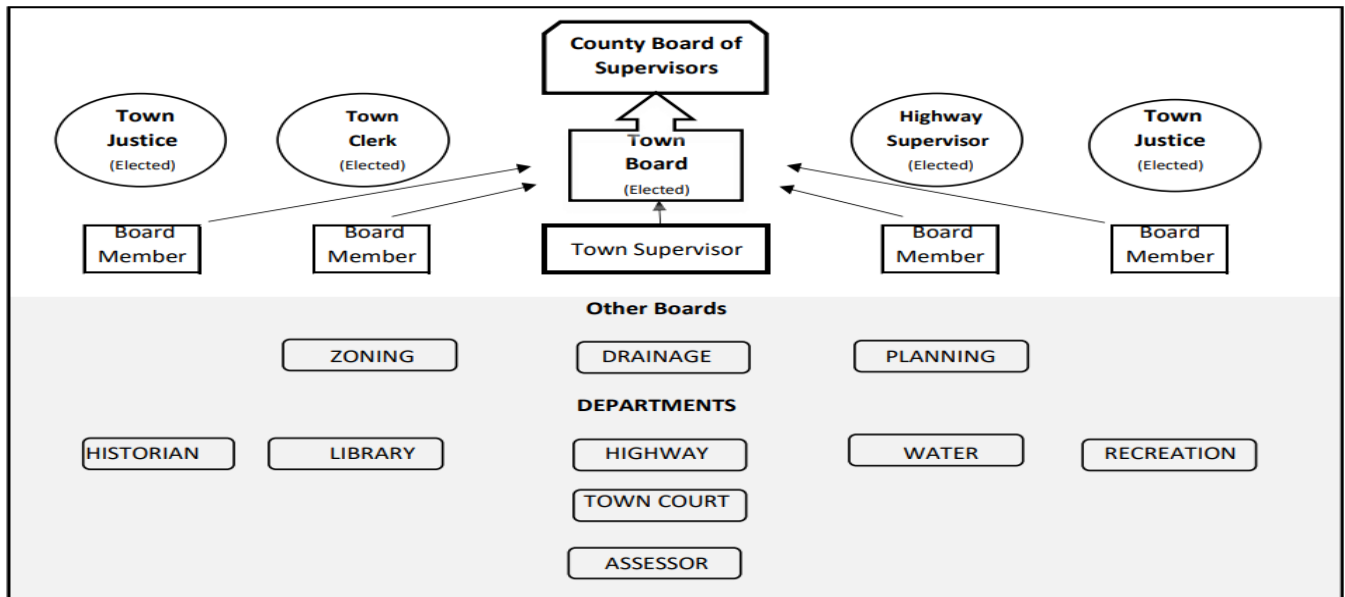 County Board of
Supervisors
Town
Justice
(Elected)
Town
Clerk
(Elected)
Town
Board
(Elected)
Highway
Supervisor
(Elected)
Town
Justice
(Elected)
Board
Member
Board
Member
Town Supervisor
Board
Member
Board
Member
Other Boards
ZONING
DRAINAGE
PLANNING
DEPARTMENTS
HISTORIAN
LIBRARY
HIGHWAY
WATER
RECREATION
TOWN COURT
ASSESSOR